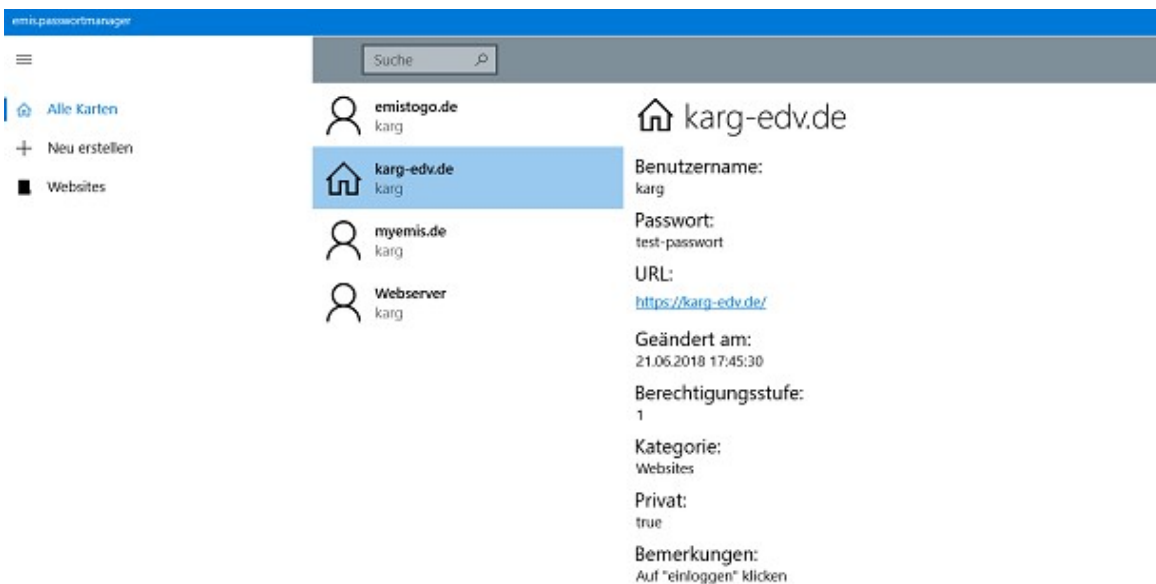 emis.passwortmanager
Suche
Alle Karten
Neu erstellen
Websites
emistogo.de
karg
karg-edv.de
karg
myemis.de
karg
Webserver
karg
karg-edv.de
Benutzername:
karg
Passwort:
test-passwort
URL:
https://karg-edv.de/
Geändert am:
21.06.2018 17:45:30
Berechtigungsstufe:
1
Kategorie:
Websites
Privat:
true
Bemerkungen:
Auf "einloggen" klicken